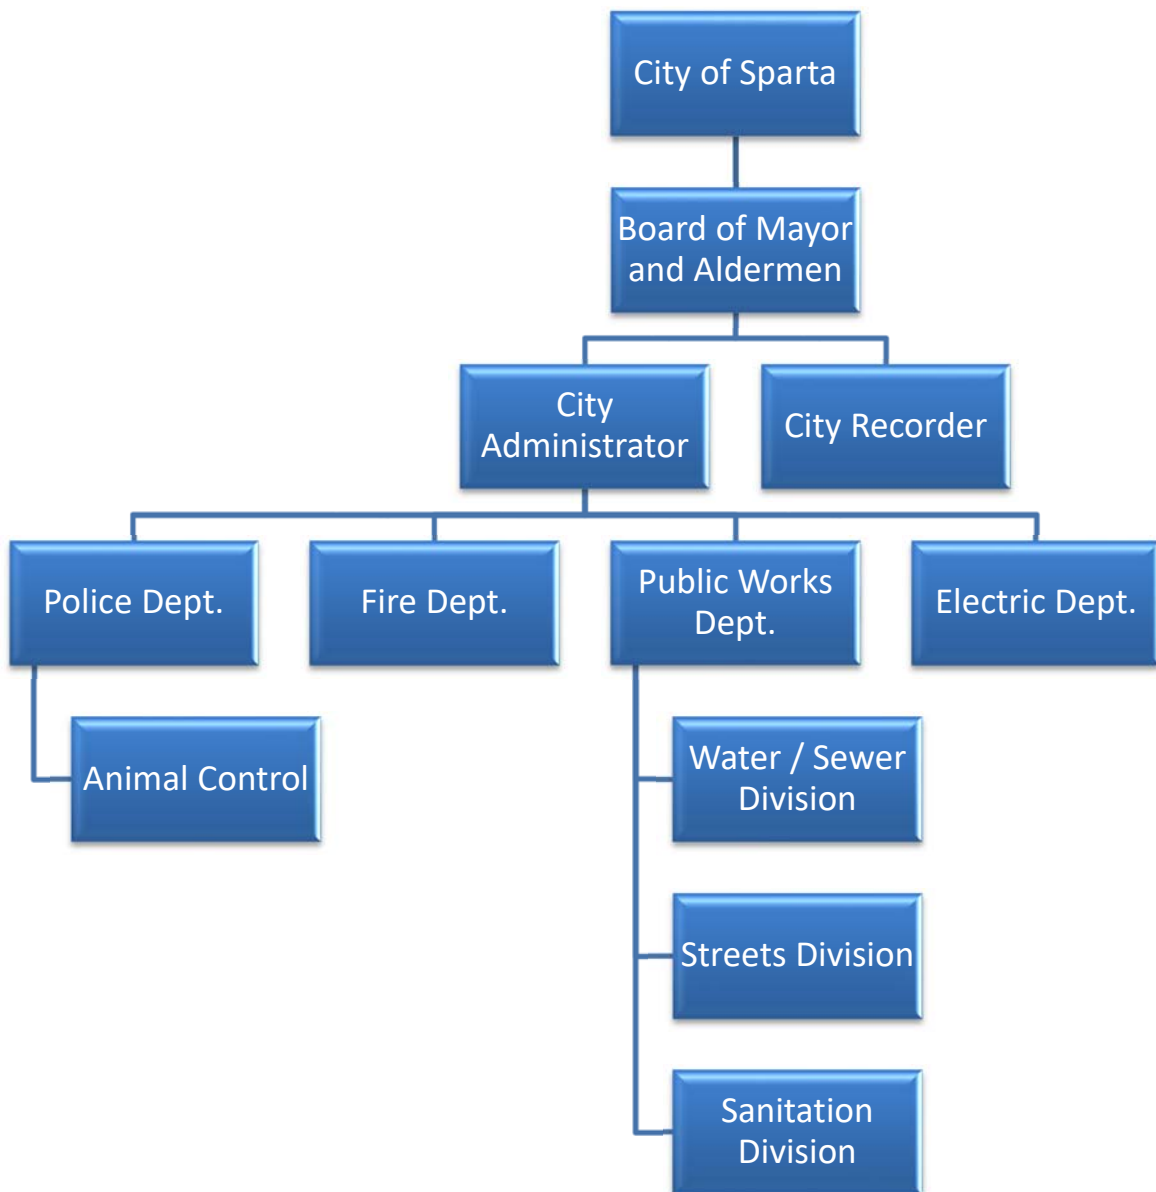 City of Sparta
Board of Mayor
and Aldermen
City
Administrator
City Recorder
Police Dept.
Fire Dept.
Public Works
Dept.
Electric Dept.
Animal Control
Water / Sewer
Division
Streets Division
Sanitation
Division